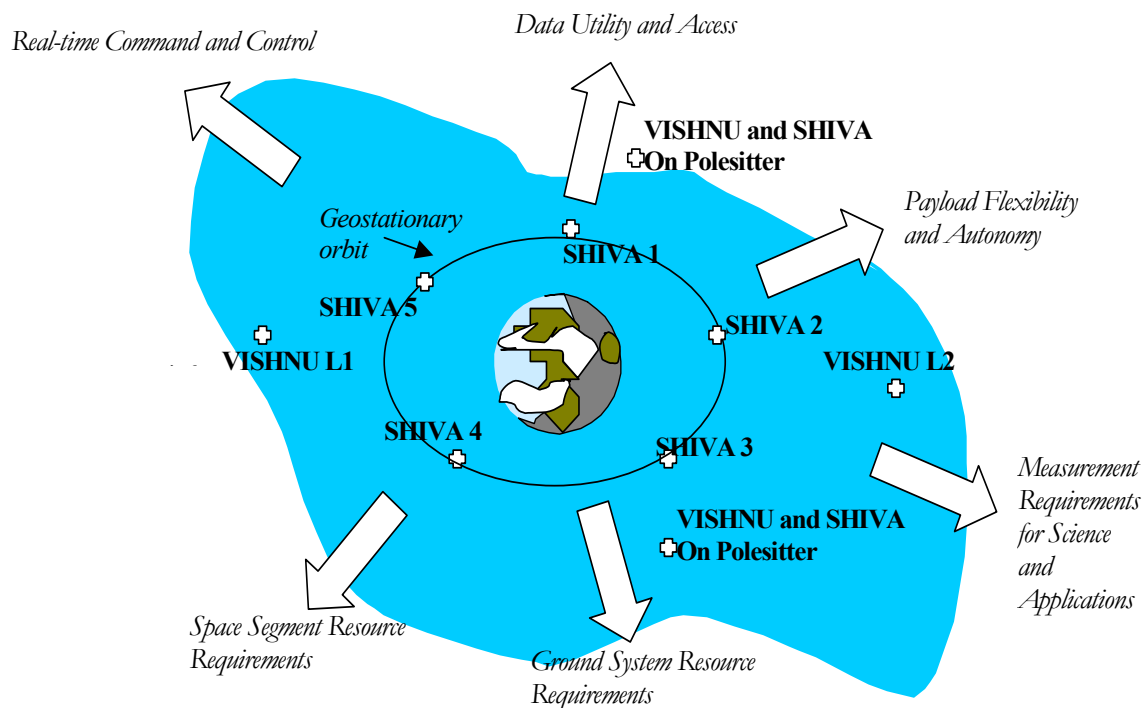 Data Utility and Access
Real-time Command and Control
VISHNU and SHIVA
On Polesitter
Payload Flexibility
and Autonomy
Geostationary
orbit
SHIVA 1
SHIVA 5
SHIVA 2
VISHNU L1
VISHNU L2
SHIVA 4
SHIVA 3
Measurement
Requirements
for Science
and
Applications
VISHNU and SHIVA
On Polesitter
Space Segment Resource
Requirements
Ground System Resource
Requirements